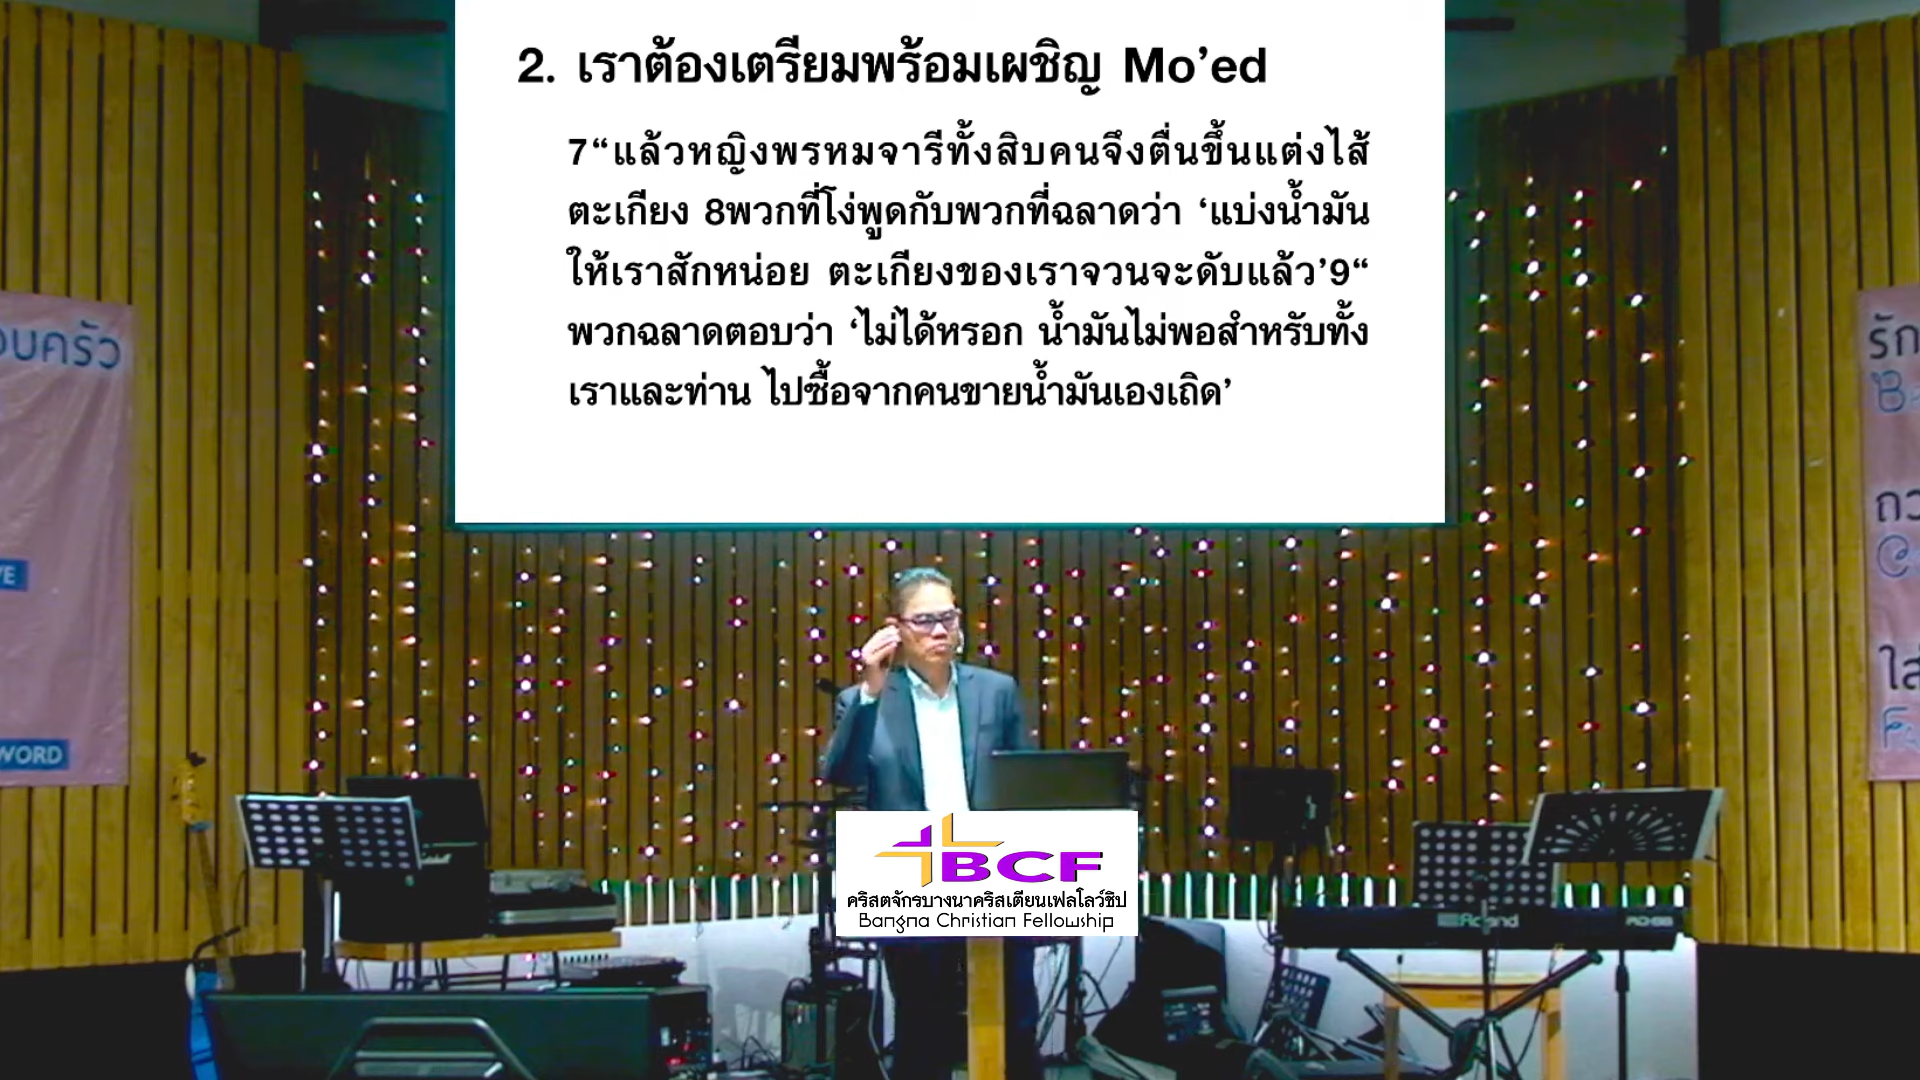 2. เราต้องเตรียมพร้อมเผชิญ Mo’ed
7“แล้วหญิงพรหมจารีทั้งสิบคนจึงตื่นขึ้นแต่งไส้
ตะเกียง 8พวกที่โง่พูดกับพวกที่ฉลาดว่า ‘แบ่งน้ำมัน
ให้เราสักหน่อย ตะเกียงของเราจวนจะดับแล้ว’9“
พวกฉลาดตอบว่า ‘ไม่ได้หรอก น้ำมันไม่พอสำหรับทั้ง
เราและท่าน ไปซื้อจากคนขายน้ำมันเองเถิด’
รัก
WORD
BCF
คริสตจักรบางนาคริสเตียนเฟลโลว์ชิป
Bangna Christian Fellowship
Roland